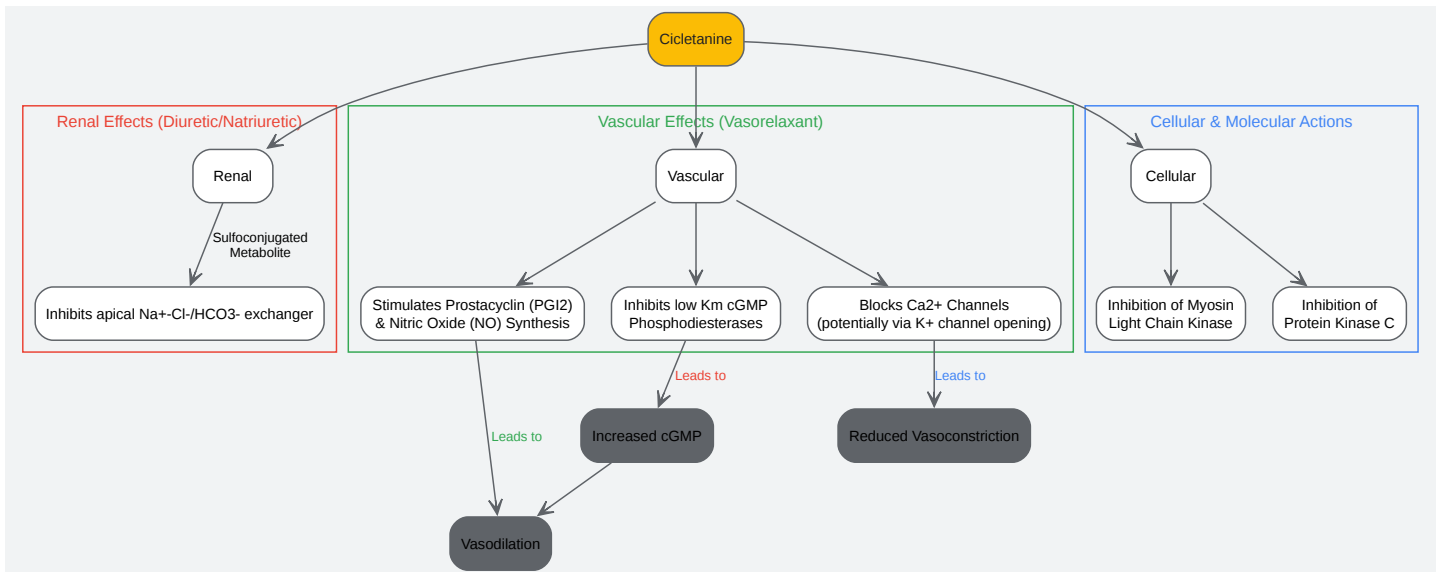 Cicletanine
Renal Effects (Diuretic/Natriuretic)
Vascular Effects (Vasorelaxant)
Cellular & Molecular Actions
Renal
Vascular
Cellular
Sulfoconjugated
Metabolite
Inhibits apical Na+-Cl-/HCO3- exchanger
Stimulates Prostacyclin (PGI2)
& Nitric Oxide (NO) Synthesis
Inhibits low Km cGMP
Phosphodiesterases
Blocks Ca2+ Channels
(potentially via K+ channel opening)
Inhibition of Myosin
Light Chain Kinase
Inhibition of
Protein Kinase C
Leads to
Leads to
Leads to
Increased cGMP
Reduced Vasoconstriction
Vasodilation